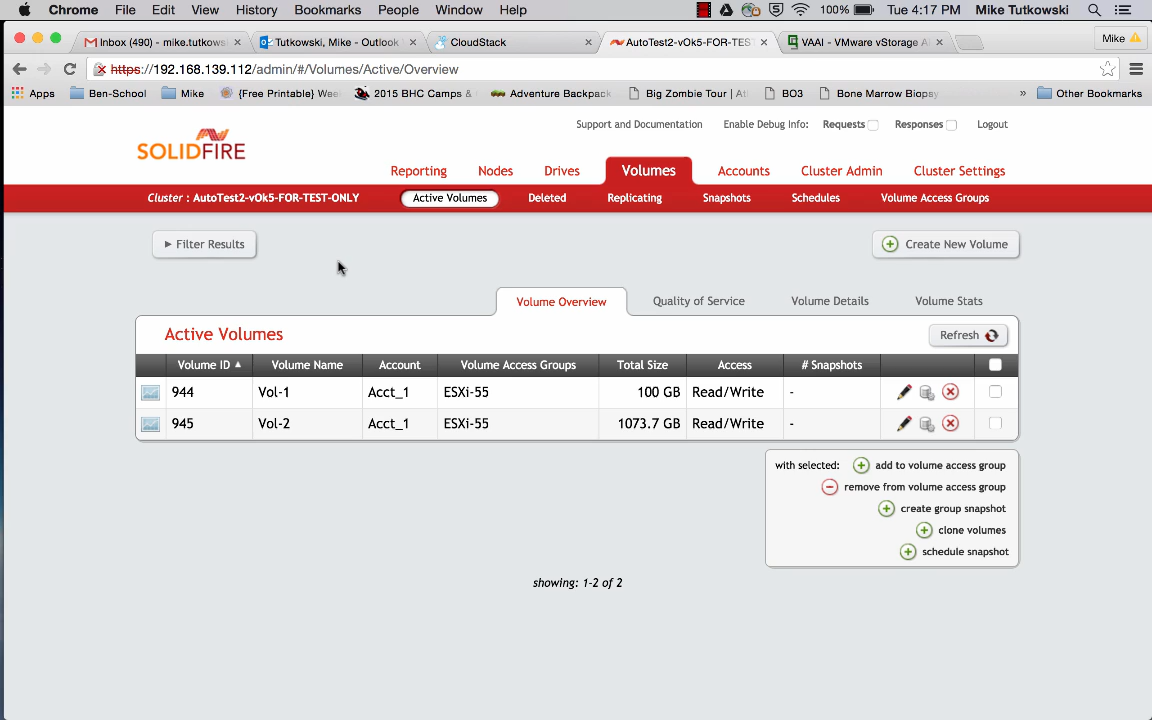 Chrome File Edit View History Bookmarks People Window Help 100% Tue 4:17 PM Mike Tutkowski
Inbox (490) - mike.tutkows Tutkowski, Mike - Outlook CloudStack AutoTest2-vOk5-FOR-TES VAAI - VMware vStorage A Mike
https://192.168.139.112/admin/#/Volumes/Active/Overview
Apps Ben-School Mike {Free Printable} Wee 2015 BHC Camps & Adventure Backpack Big Zombie Tour | At BO3 Bone Marrow Biopsy » Other Bookmarks
Support and Documentation Enable Debug Info: Requests Responses Logout
SOLIDFIRE
Reporting Nodes Drives Volumes Accounts Cluster Admin Cluster Settings
Cluster : AutoTest2-vOk5-FOR-TEST-ONLY Active Volumes Deleted Replicating Snapshots Schedules Volume Access Groups
Filter Results Create New Volume
Volume Overview Quality of Service Volume Details Volume Stats
Active Volumes Refresh
Volume ID Volume Name Account Volume Access Groups Total Size Access # Snapshots
944 Vol-1 Acct_1 ESXi-55 100 GB Read/Write -
945 Vol-2 Acct_1 ESXi-55 1073.7 GB Read/Write -
with selected: add to volume access group
remove from volume access group
create group snapshot
clone volumes
schedule snapshot
showing: 1-2 of 2